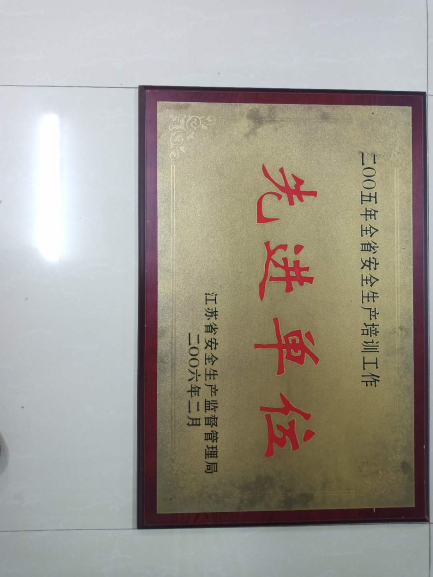 二〇〇五年全省安全生产培训工作
先进单位
江苏省安全生产监督管理局
二〇〇六年二月